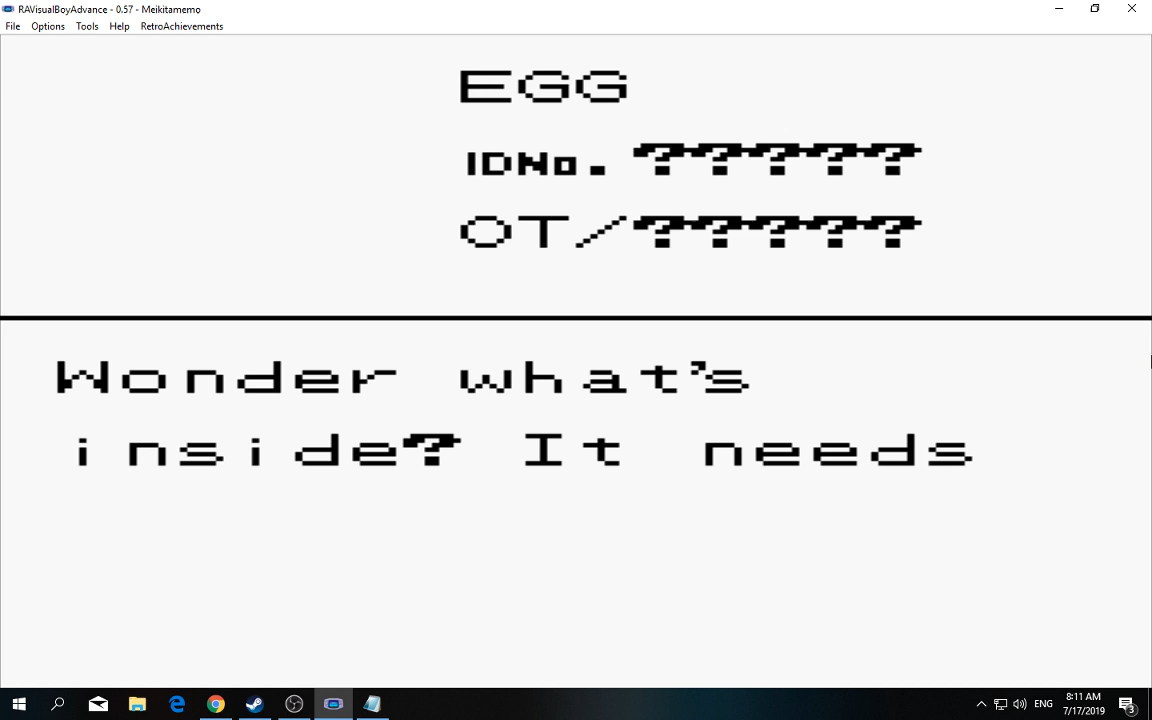 RAVisualBoyAdvance - 0.57 - Meikitamemo
File Options Tools Help RetroAchievements
EGG
IDNo. ?????
OT/?????
Wonder what's
inside? It needs
ENG
8:11 AM
7/17/2019
3